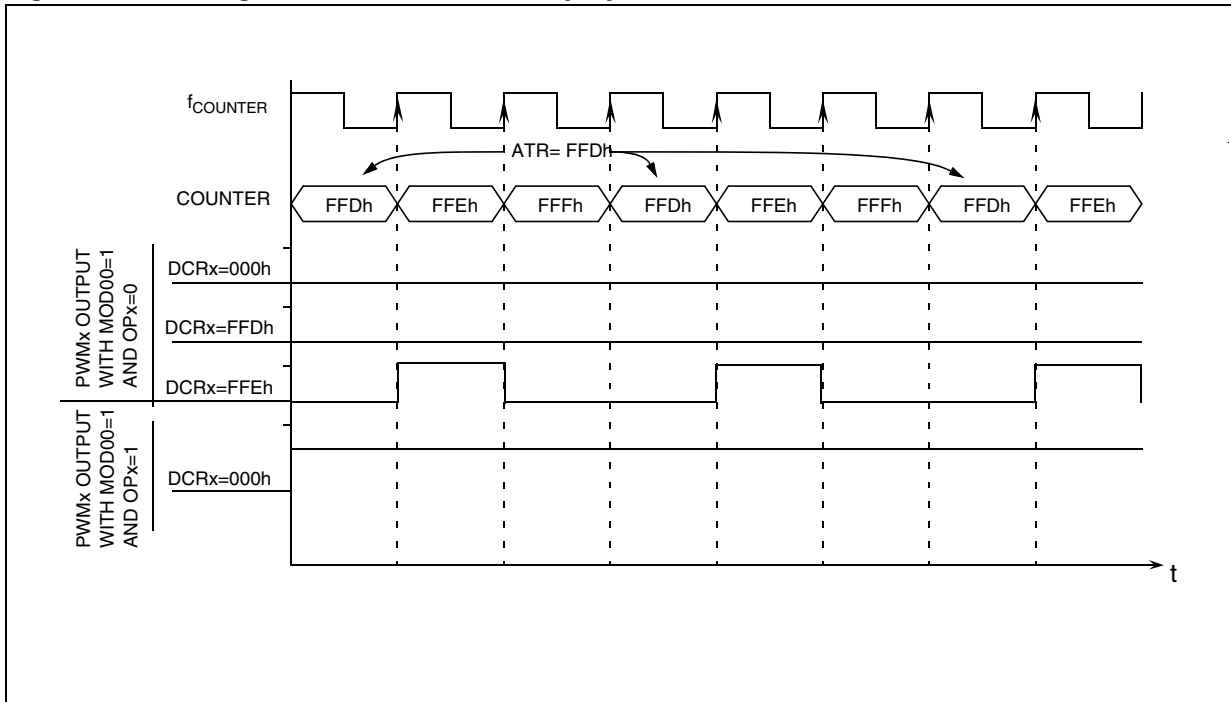 fCOUNTER
ATR= FFDh
COUNTER
FFDh FFEh FFFh FFDh FFEh FFFh FFDh FFEh
PWMx OUTPUT
WITH MOD00=1
AND OPx=0
DCRx=000h
DCRx=FFDh
DCRx=FFEh
PWMx OUTPUT
WITH MOD00=1
AND OPx=1
DCRx=000h
t